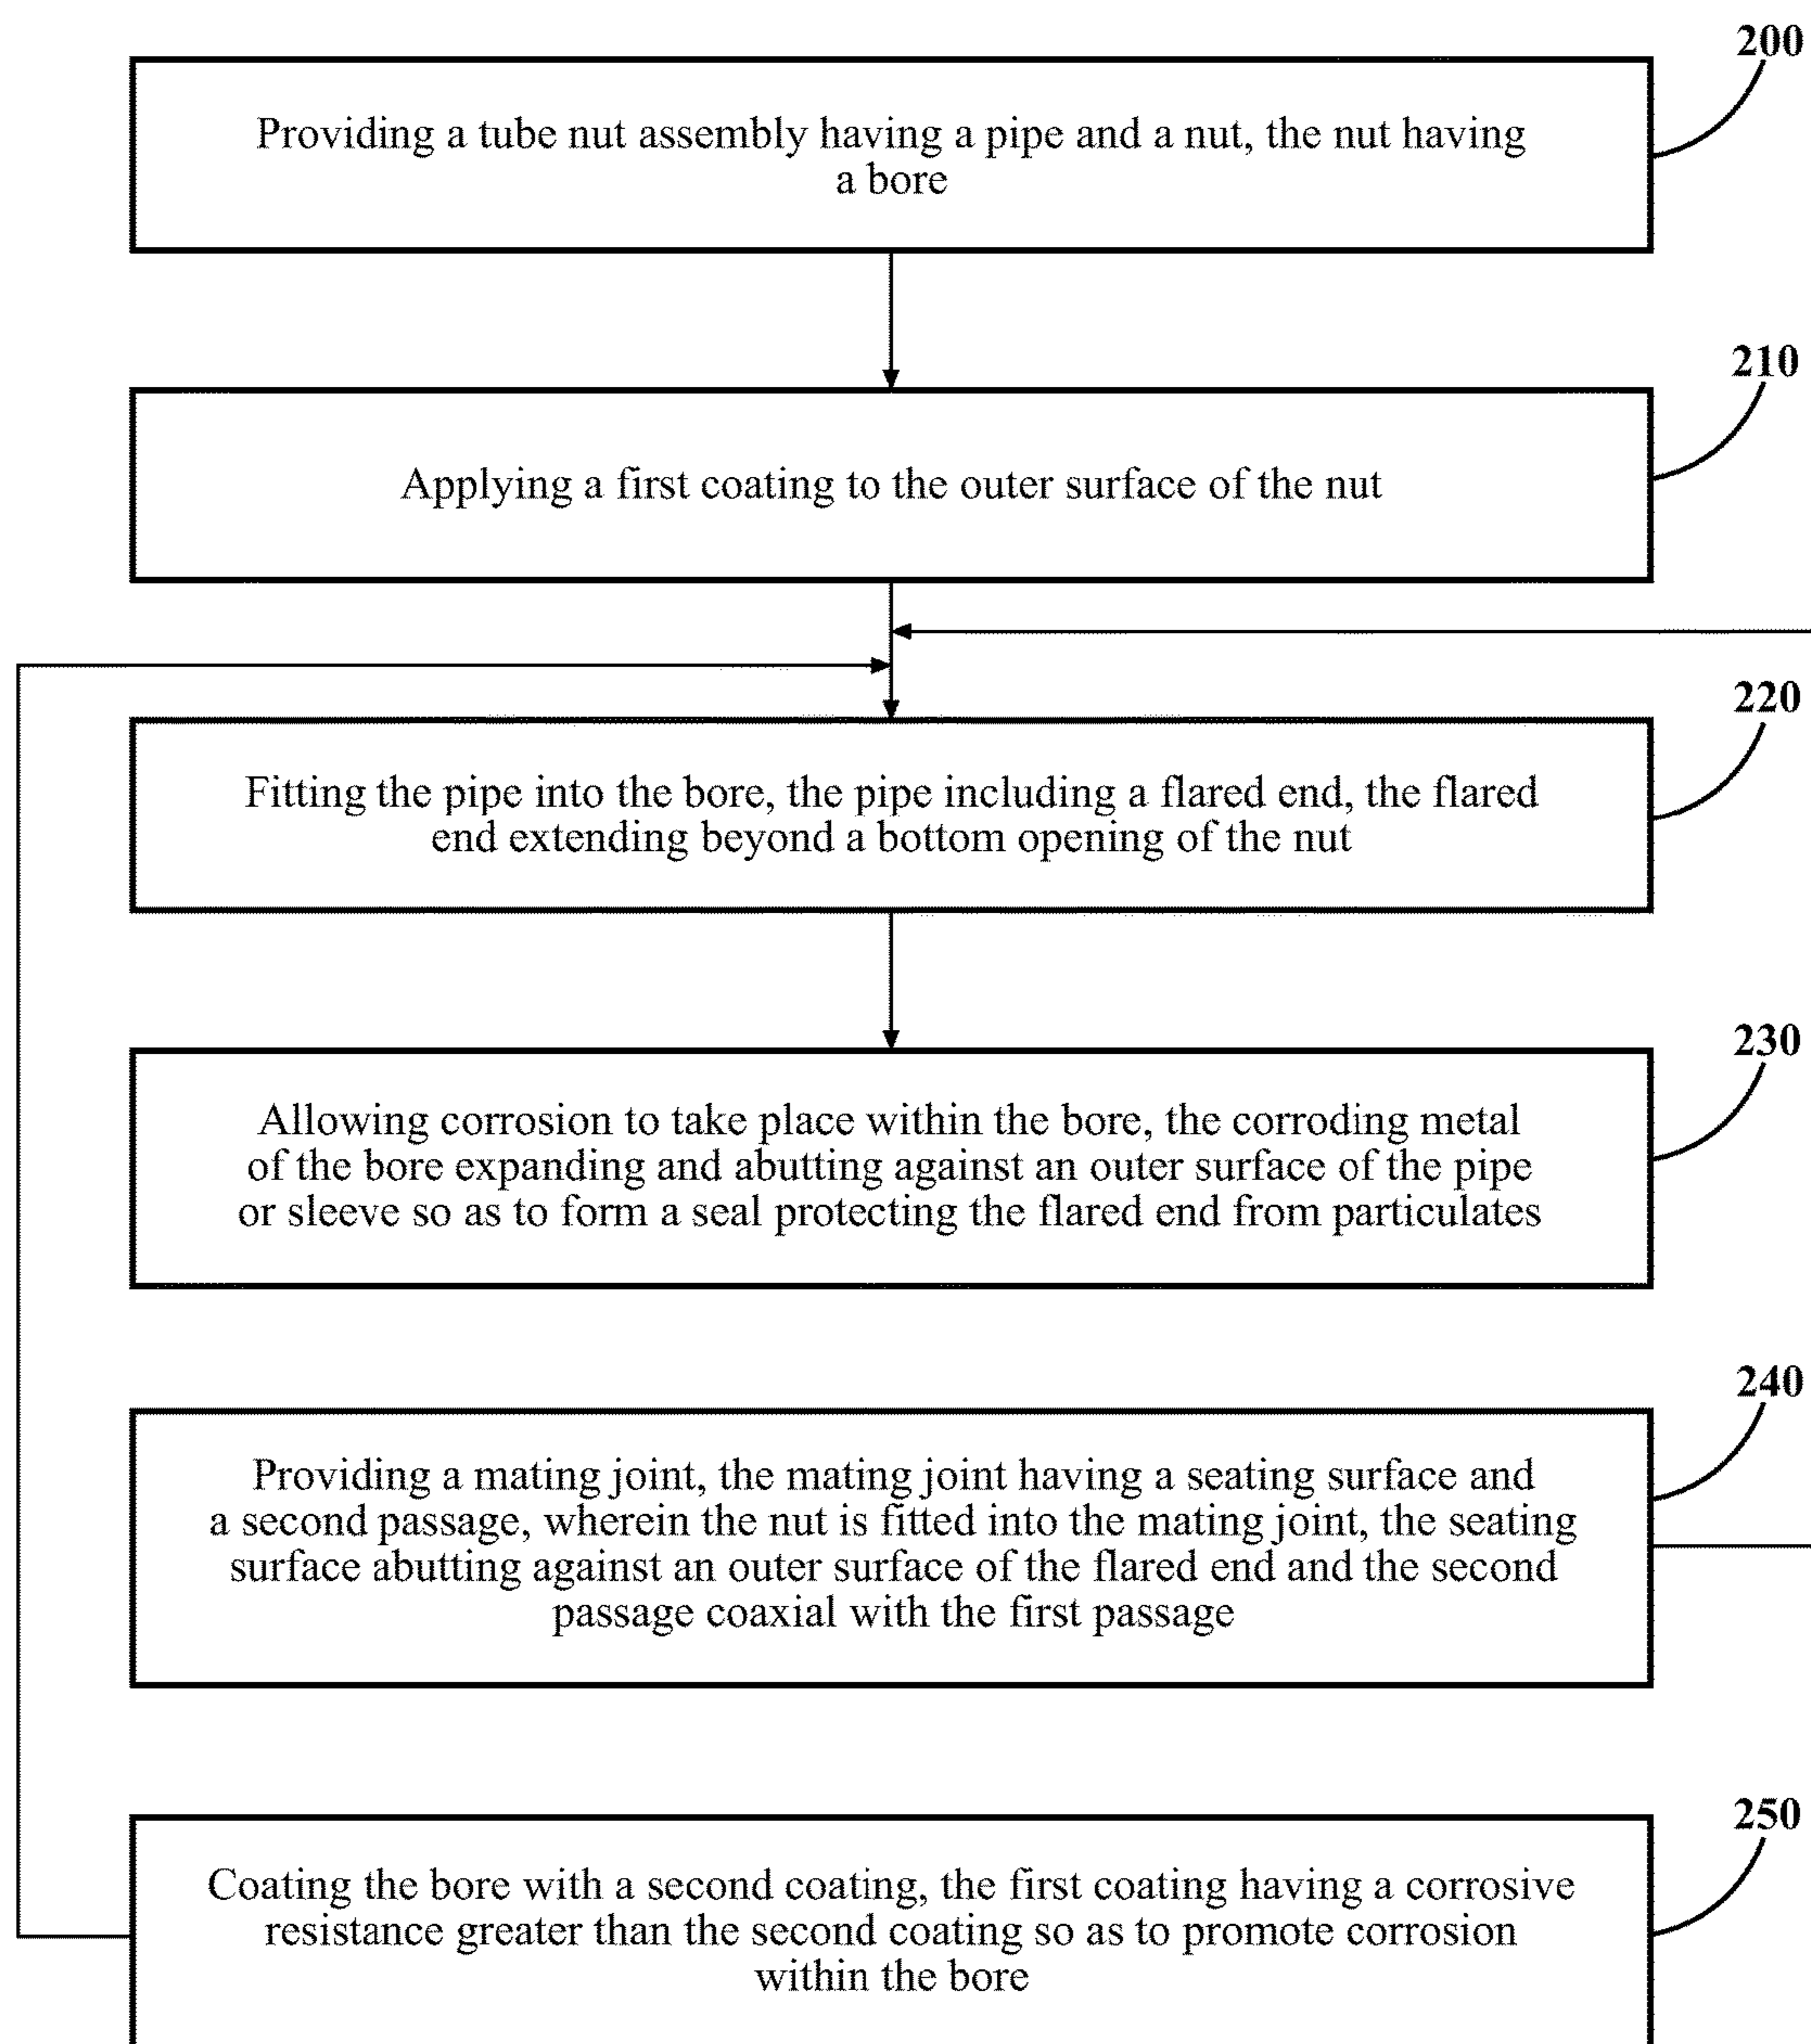 200
Providing a tube nut assembly having a pipe and a nut, the nut having
a bore
210
Applying a first coating to the outer surface of the nut
220
Fitting the pipe into the bore, the pipe including a flared end, the flared
end extending beyond a bottom opening of the nut
230
Allowing corrosion to take place within the bore, the corroding metal
of the bore expanding and abutting against an outer surface of the pipe
or sleeve so as to form a seal protecting the flared end from particulates
240
Providing a mating joint, the mating joint having a seating surface and
a second passage, wherein the nut is fitted into the mating joint, the seating
surface abutting against an outer surface of the flared end and the second
passage coaxial with the first passage
250
Coating the bore with a second coating, the first coating having a corrosive
resistance greater than the second coating so as to promote corrosion
within the bore